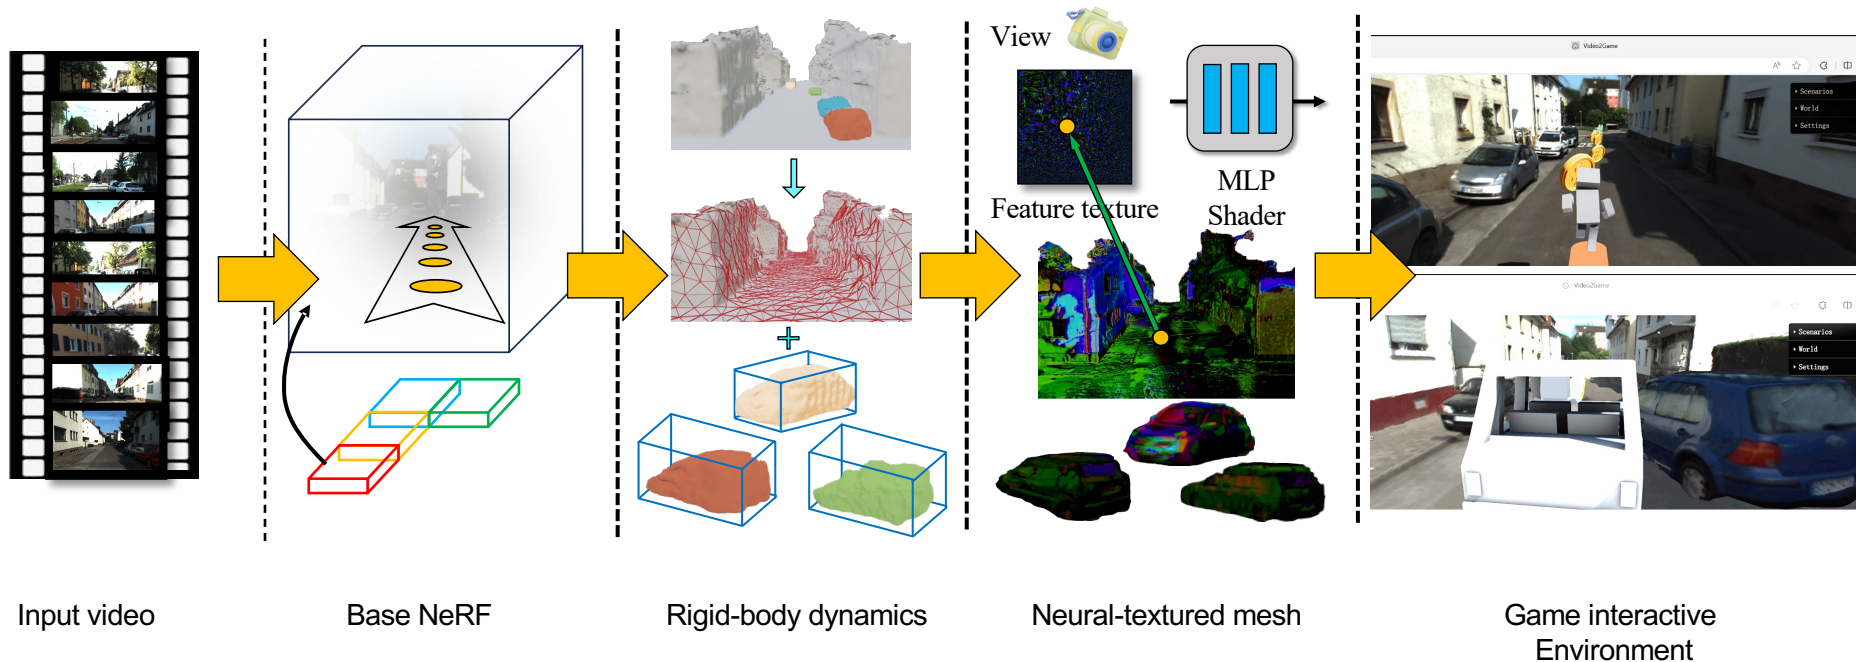 View
Feature texture
MLP
Shader
Video2Game
Scenarios
World
Settings
Video2Game
Scenarios
World
Settings
Input video
Base NeRF
Rigid-body dynamics
Neural-textured mesh
Game interactive
Environment